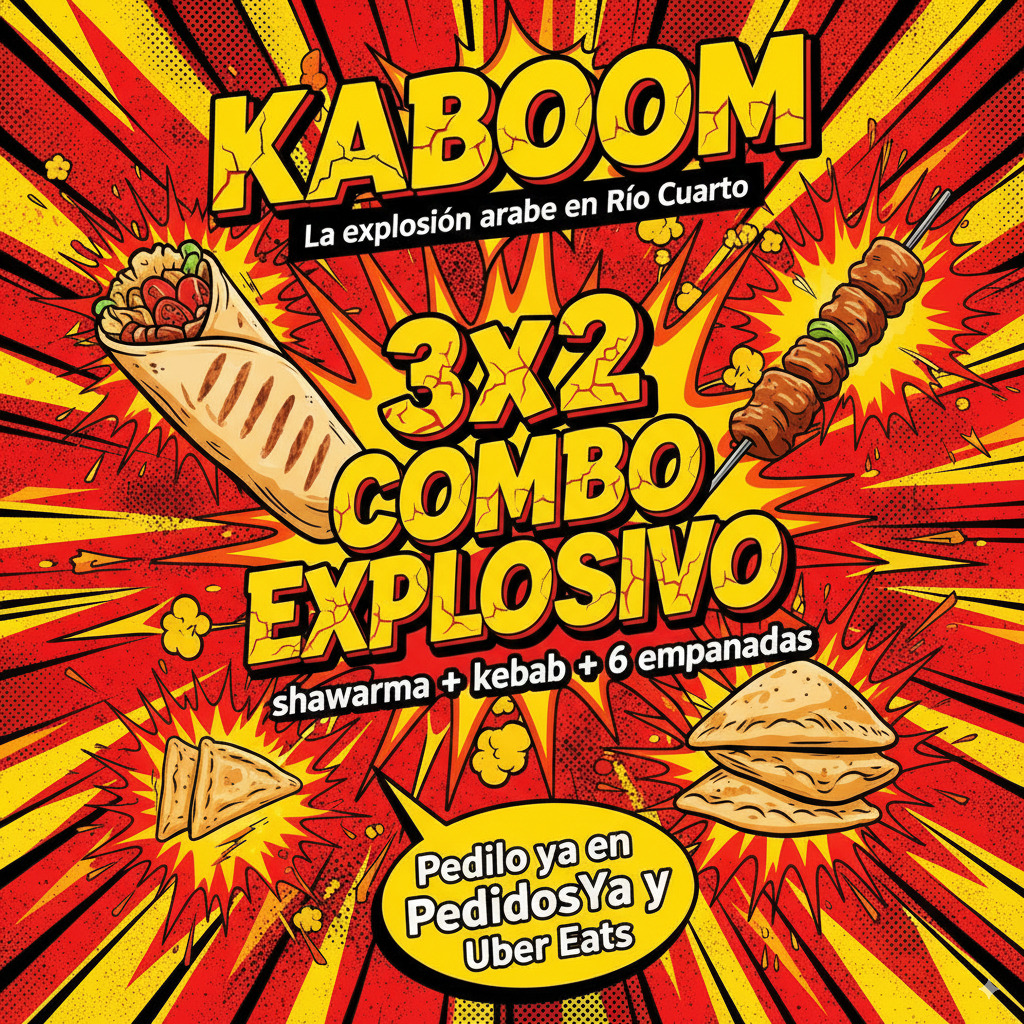 KABOOM
La explosión arabe en Río Cuarto
3x2
COMBO
EXPLOSIVO
shawarma + kebab + 6 empanadas
Pedilo ya en
PedidosYa y
Uber Eats